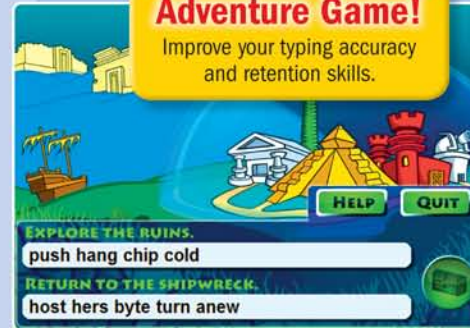 Adventure Game!
Improve your typing accuracy
and retention skills.
HELP QUIT
EXPLORE THE RUINS.
push hang chip cold
RETURN TO THE SHIPWRECK.
host hers byte turn anew